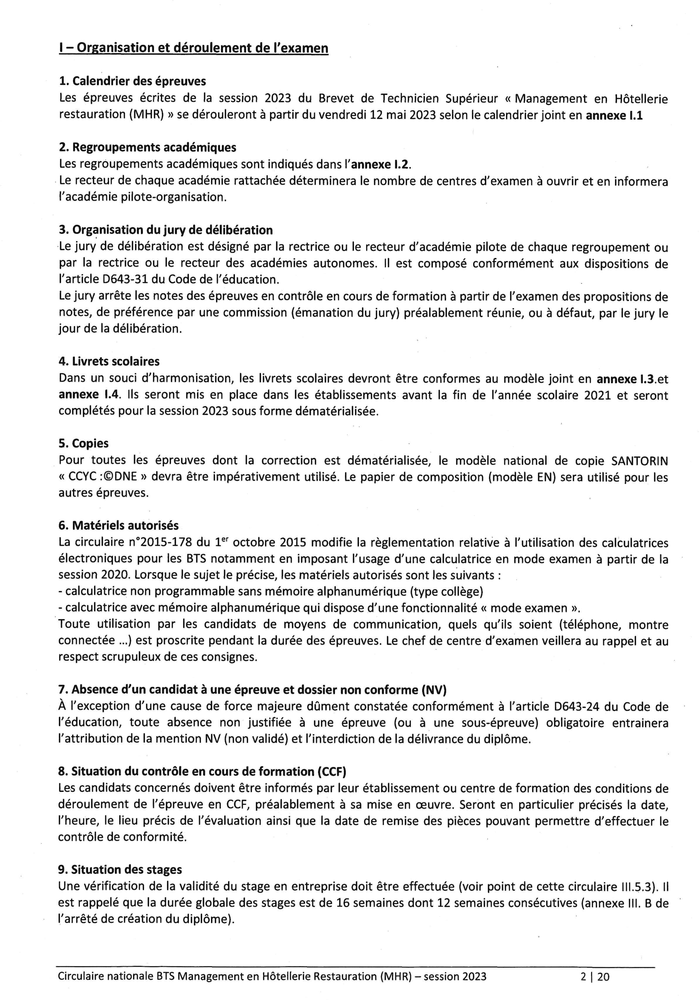 I – Organisation et déroulement de l’examen
1. Calendrier des épreuves
Les épreuves écrites de la session 2023 du Brevet de Technicien Supérieur « Management en Hôtellerie
restauration (MHR) » se dérouleront à partir du vendredi 12 mai 2023 selon le calendrier joint en annexe I.1
2. Regroupements académiques
Les regroupements académiques sont indiqués dans l’annexe I.2.
Le recteur de chaque académie rattachée déterminera le nombre de centres d’examen à ouvrir et en informera
l’académie pilote-organisation.
3. Organisation du jury de délibération
Le jury de délibération est désigné par la rectrice ou le recteur d’académie pilote de chaque regroupement ou
par la rectrice ou le recteur des académies autonomes. Il est composé conformément aux dispositions de
l’article D643-31 du Code de l’éducation.
Le jury arrête les notes des épreuves en contrôle en cours de formation à partir de l’examen des propositions de
notes, de préférence par une commission (émanation du jury) préalablement réunie, ou à défaut, par le jury le
jour de la délibération.
4. Livrets scolaires
Dans un souci d’harmonisation, les livrets scolaires devront être conformes au modèle joint en annexe I.3.et
annexe I.4. Ils seront mis en place dans les établissements avant la fin de l’année scolaire 2021 et seront
complétés pour la session 2023 sous forme dématérialisée.
5. Copies
Pour toutes les épreuves dont la correction est dématérialisée, le modèle national de copie SANTORIN
« CCYC :©DNE » devra être impérativement utilisé. Le papier de composition (modèle EN) sera utilisé pour les
autres épreuves.
6. Matériels autorisés
La circulaire n°2015-178 du 1er octobre 2015 modifie la règlementation relative à l’utilisation des calculatrices
électroniques pour les BTS notamment en imposant l’usage d’une calculatrice en mode examen à partir de la
session 2020. Lorsque le sujet le précise, les matériels autorisés sont les suivants :
- calculatrice non programmable sans mémoire alphanumérique (type collège)
- calculatrice avec mémoire alphanumérique qui dispose d’une fonctionnalité « mode examen ».
Toute utilisation par les candidats de moyens de communication, quels qu’ils soient (téléphone, montre
connectée ...) est proscrite pendant la durée des épreuves. Le chef de centre d’examen veillera au rappel et au
respect scrupuleux de ces consignes.
7. Absence d’un candidat à une épreuve et dossier non conforme (NV)
À l’exception d’une cause de force majeure dûment constatée conformément à l’article D643-24 du Code de
l’éducation, toute absence non justifiée à une épreuve (ou à une sous-épreuve) obligatoire entrainera
l’attribution de la mention NV (non validé) et l’interdiction de la délivrance du diplôme.
8. Situation du contrôle en cours de formation (CCF)
Les candidats concernés doivent être informés par leur établissement ou centre de formation des conditions de
déroulement de l’épreuve en CCF, préalablement à sa mise en œuvre. Seront en particulier précisés la date,
l’heure, le lieu précis de l’évaluation ainsi que la date de remise des pièces pouvant permettre d’effectuer le
contrôle de conformité.
9. Situation des stages
Une vérification de la validité du stage en entreprise doit être effectuée (voir point de cette circulaire III.5.3). Il
est rappelé que la durée globale des stages est de 16 semaines dont 12 semaines consécutives (annexe III. B de
l’arrêté de création du diplôme).
Circulaire nationale BTS Management en Hôtellerie Restauration (MHR) – session 2023 2 | 20